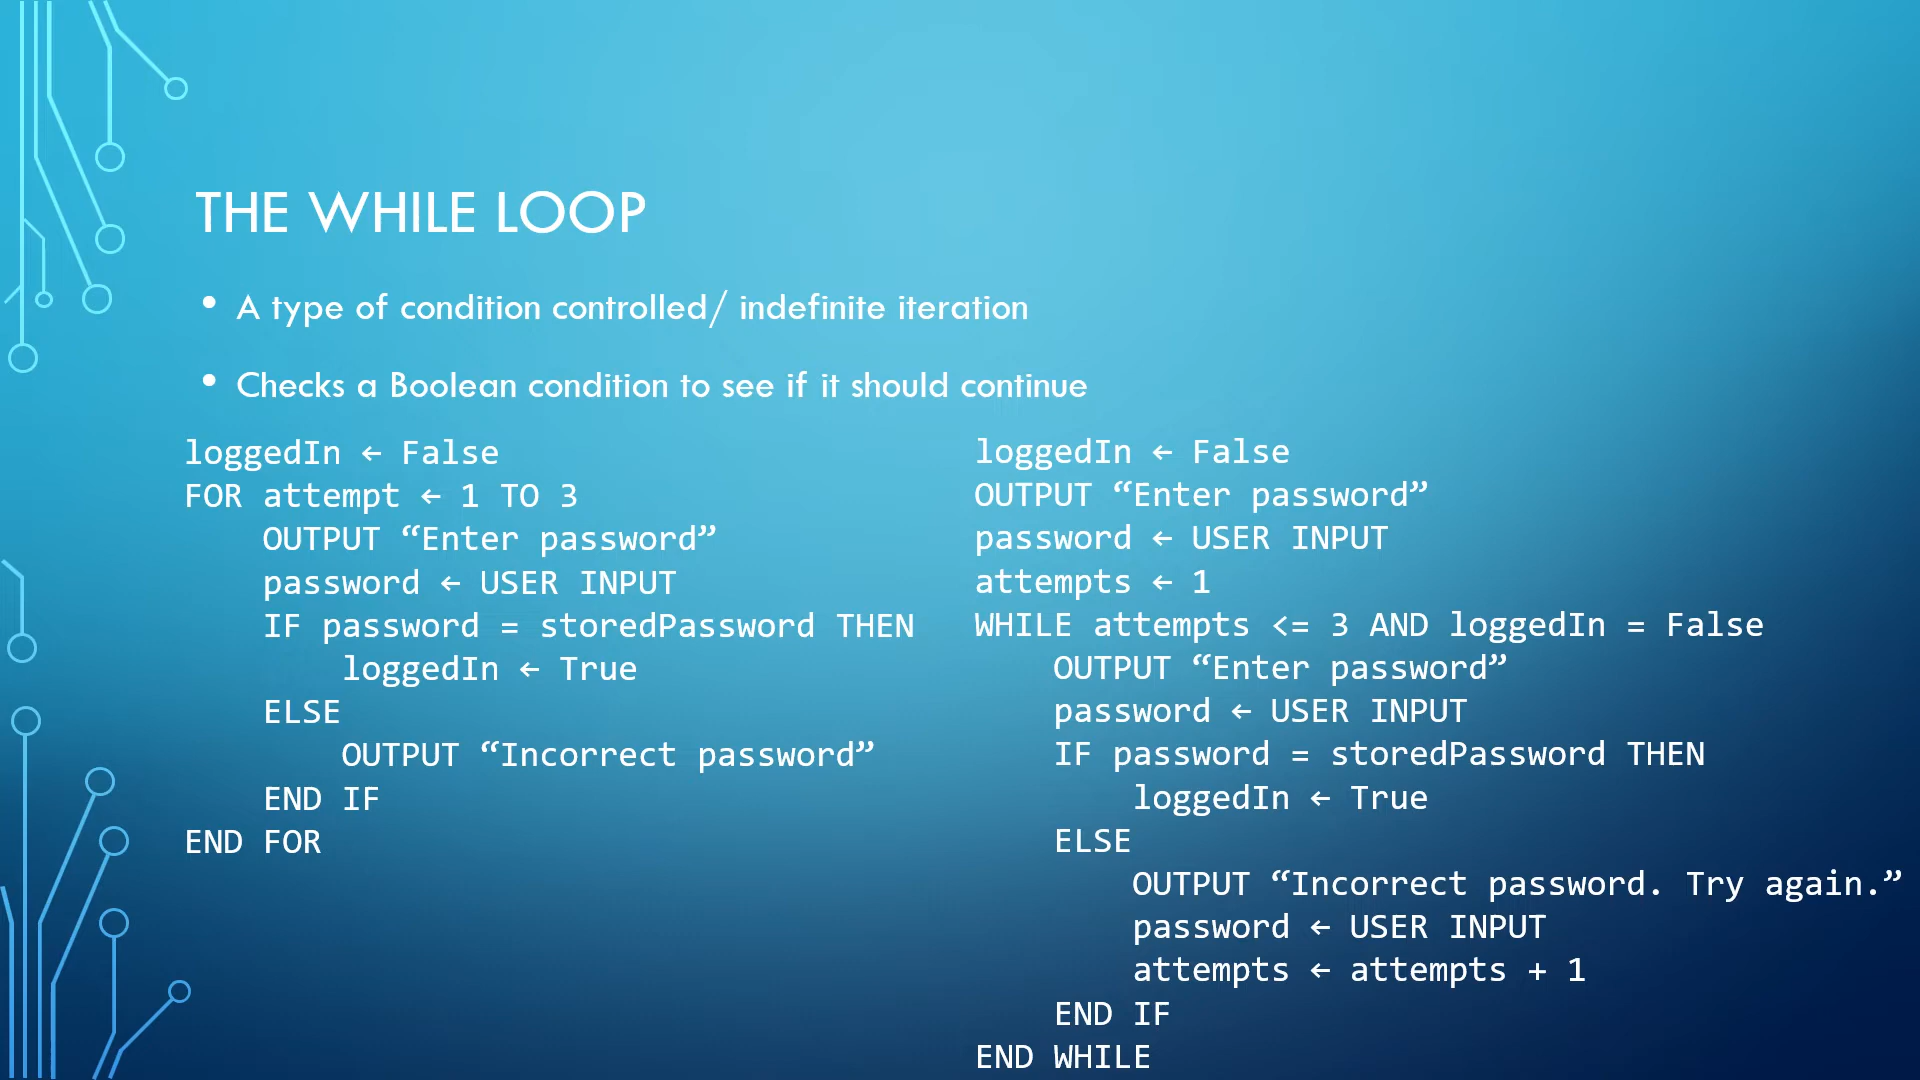 THE WHILE LOOP
• A type of condition controlled/ indefinite iteration
• Checks a Boolean condition to see if it should continue
loggedIn ← False
FOR attempt ← 1 TO 3
    OUTPUT “Enter password”
    password ← USER INPUT
    IF password = storedPassword THEN
        loggedIn ← True
    ELSE
        OUTPUT “Incorrect password”
    END IF
END FOR
loggedIn ← False
OUTPUT “Enter password”
password ← USER INPUT
attempts ← 1
WHILE attempts <= 3 AND loggedIn = False
    OUTPUT “Enter password”
    password ← USER INPUT
    IF password = storedPassword THEN
        loggedIn ← True
    ELSE
        OUTPUT “Incorrect password. Try again.”
        password ← USER INPUT
        attempts ← attempts + 1
    END IF
END WHILE